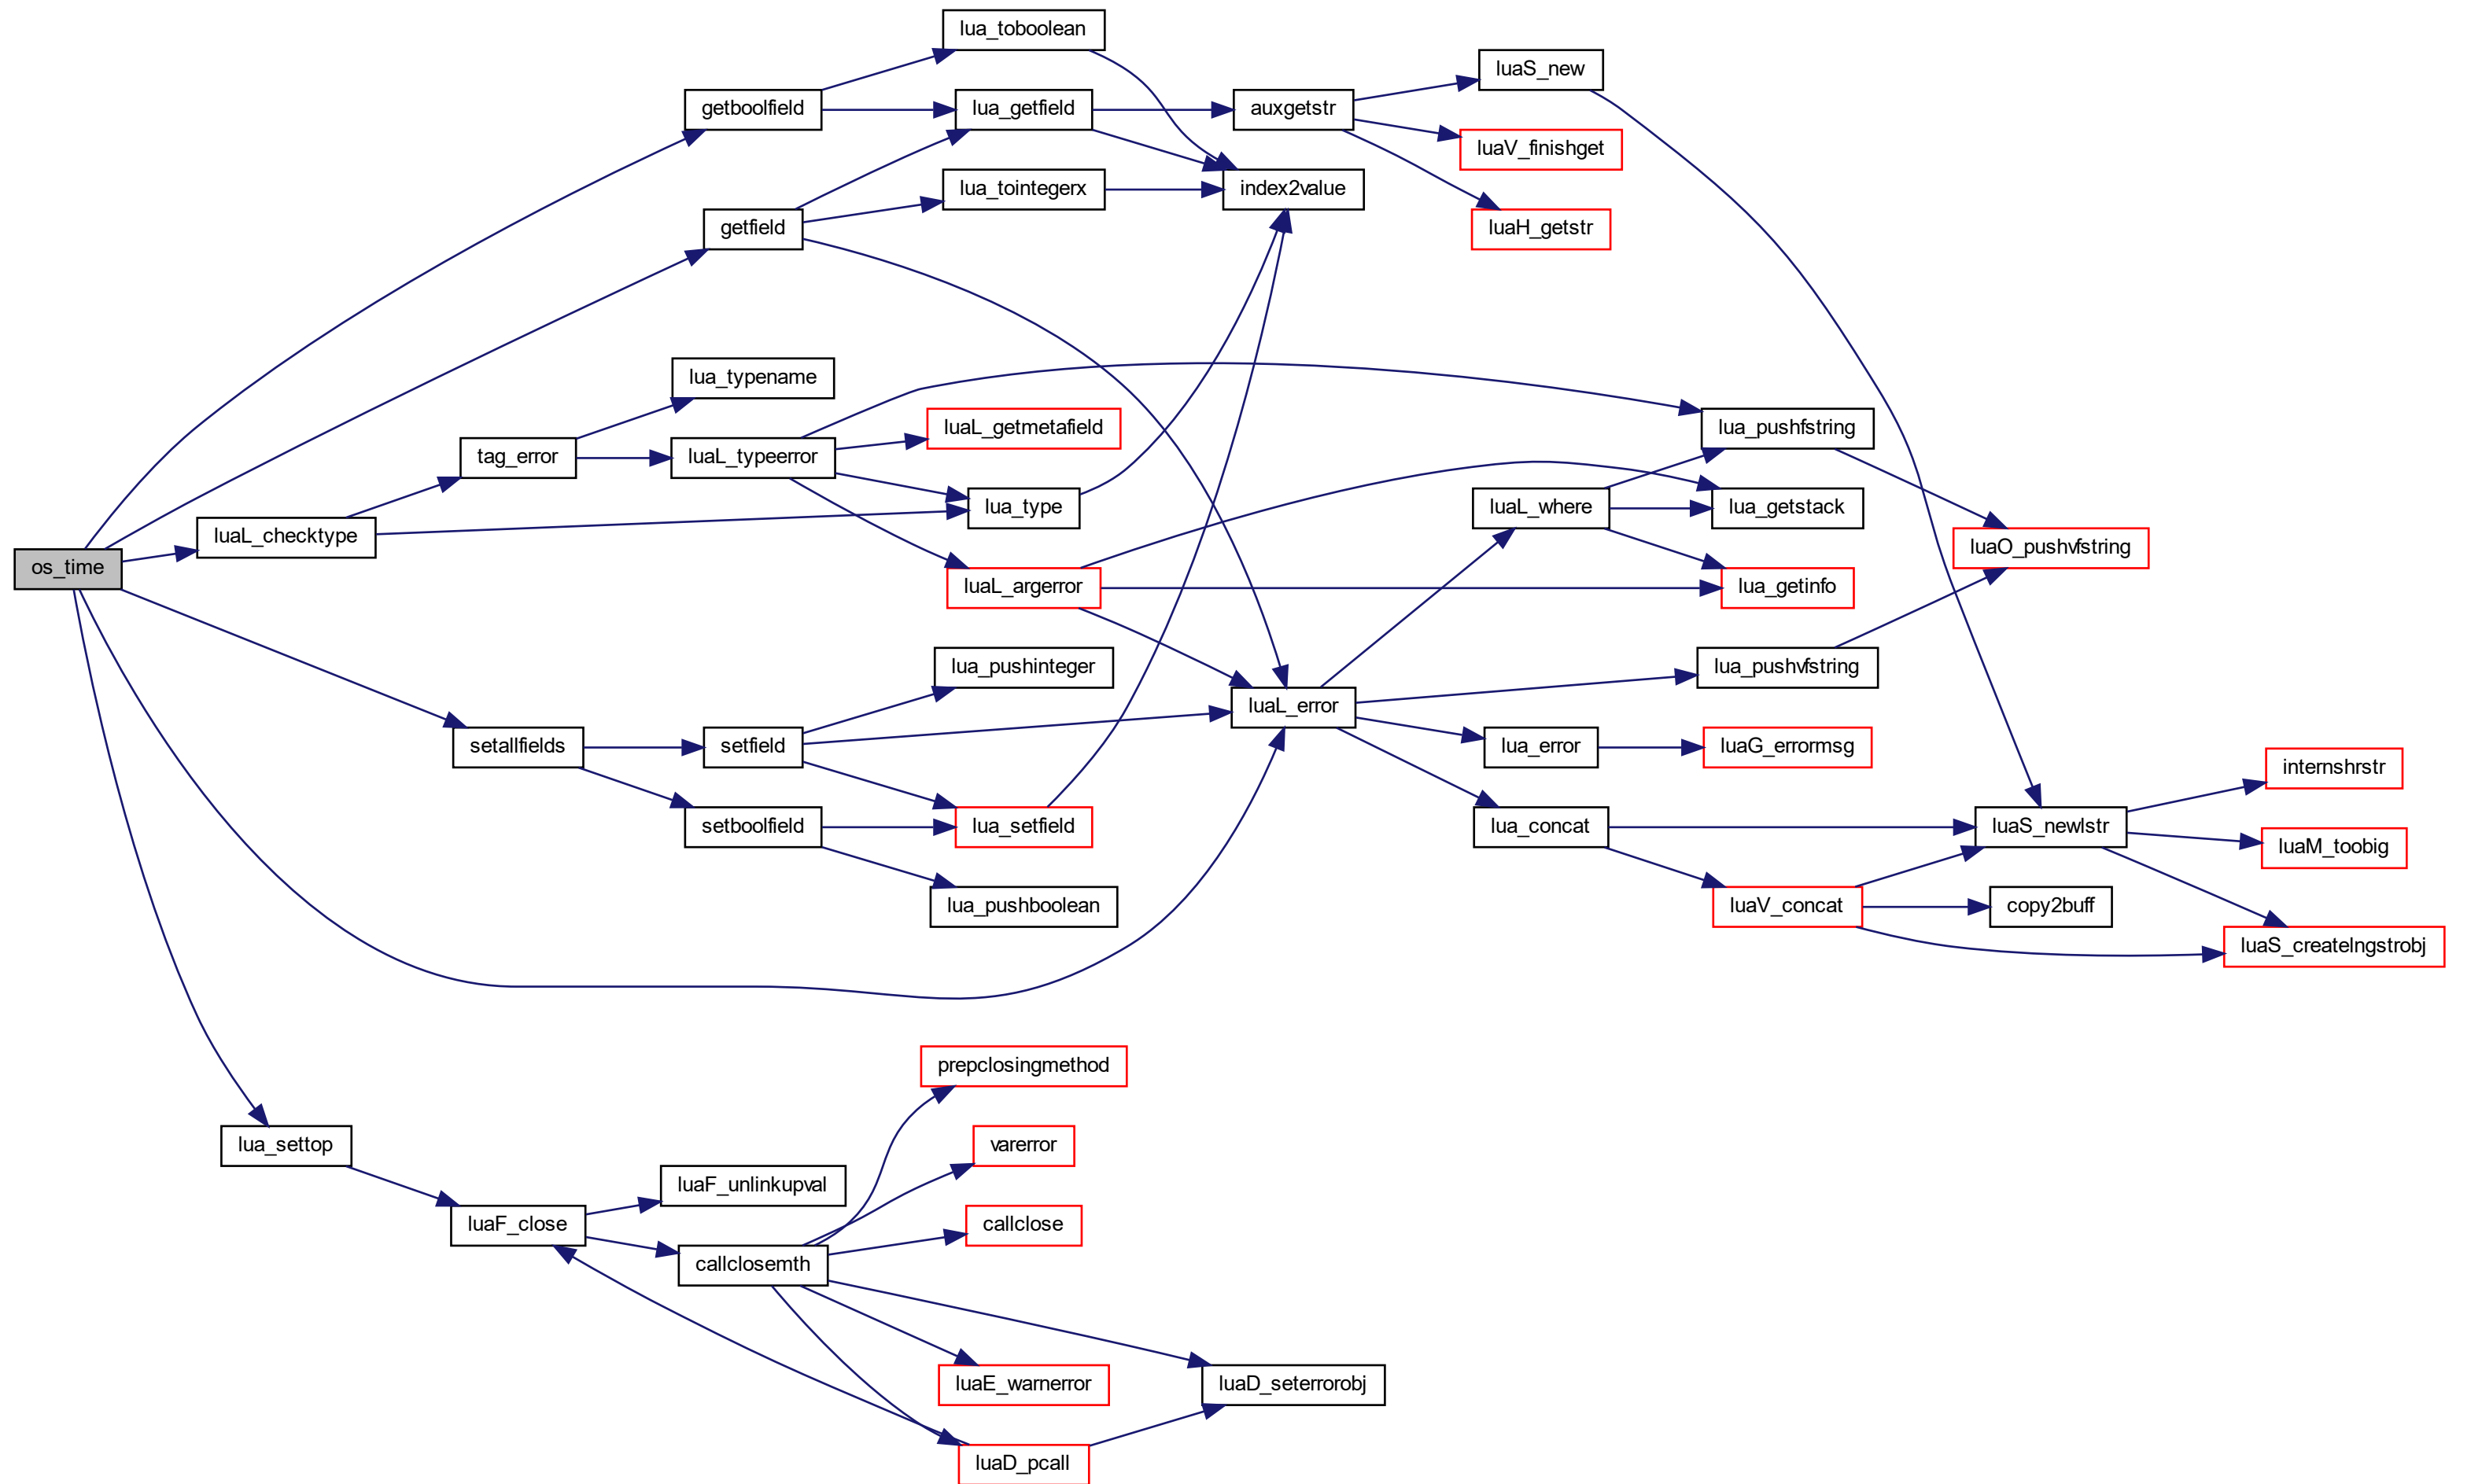 lua_toboolean
luaS_new
getboolfield
lua_getfield
auxgetstr
luaV_finishget
lua_tointegerx
index2value
getfield
luaH_getstr
lua_typename
luaL_getmetafield
lua_pushfstring
tag_error
luaL_typeerror
lua_type
luaL_where
lua_getstack
luaL_checktype
luaO_pushvfstring
os_time
luaL_argerror
lua_getinfo
lua_pushinteger
lua_pushvfstring
luaL_error
setallfields
setfield
lua_error
luaG_errormsg
internshrstr
setboolfield
lua_setfield
lua_concat
luaS_newlstr
luaM_toobig
lua_pushboolean
luaV_concat
copy2buff
luaS_createlngstrobj
prepclosingmethod
lua_settop
varerror
luaF_unlinkupval
luaF_close
callclose
callclosemth
luaE_warnerror
luaD_seterrorobj
luaD_pcall